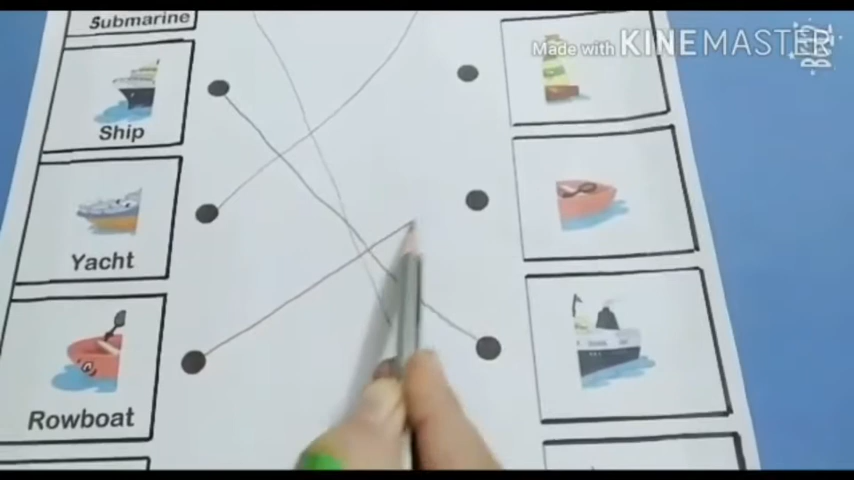 Submarine
Made with KINEMASTER
Ship
Yacht
Rowboat